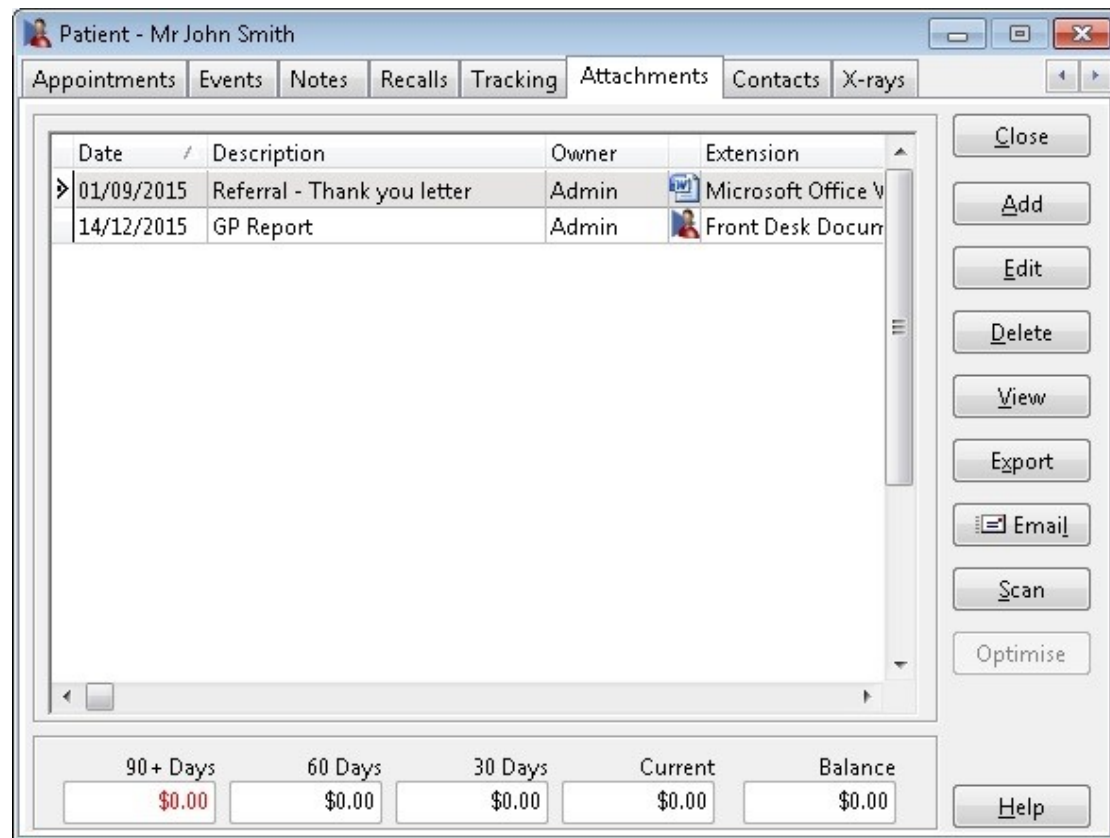 Patient - Mr John Smith
Appointments Events Notes Recalls Tracking Attachments Contacts X-rays
Date Description Owner Extension
01/09/2015 Referral - Thank you letter Admin Microsoft Office
14/12/2015 GP Report Admin Front Desk
Close
Add
Edit
Delete
View
Export
Email
Scan
Optimise
90+ Days 60 Days 30 Days Current Balance
$0.00 $0.00 $0.00 $0.00 $0.00
Help